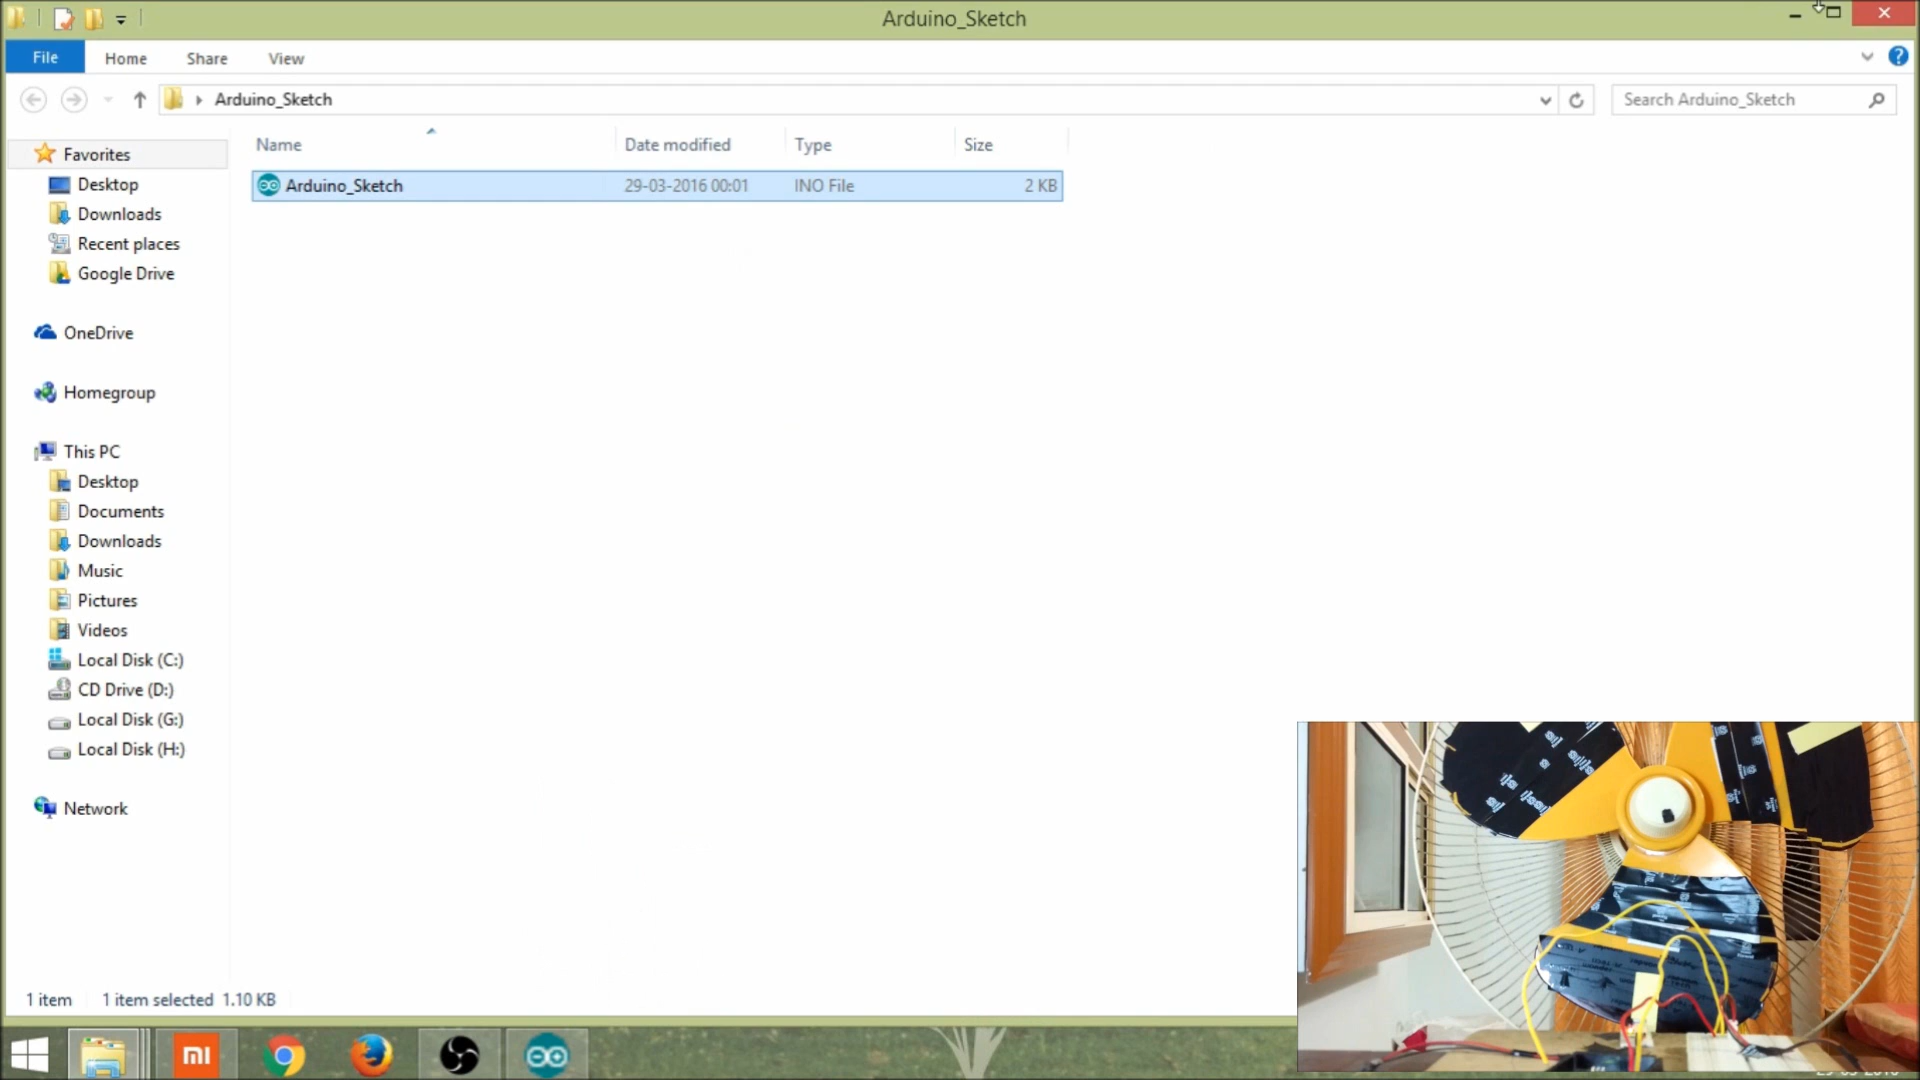 Arduino_Sketch
File Home Share View
Arduino_Sketch
Search Arduino_Sketch
Name Date modified Type Size
Arduino_Sketch 29-03-2016 00:01 INO File 2 KB
Favorites
Desktop
Downloads
Recent places
Google Drive
OneDrive
Homegroup
This PC
Desktop
Documents
Downloads
Music
Pictures
Videos
Local Disk (C:)
CD Drive (D:)
Local Disk (G:)
Local Disk (H:)
Network
1 item 1 item selected 1.10 KB
mi